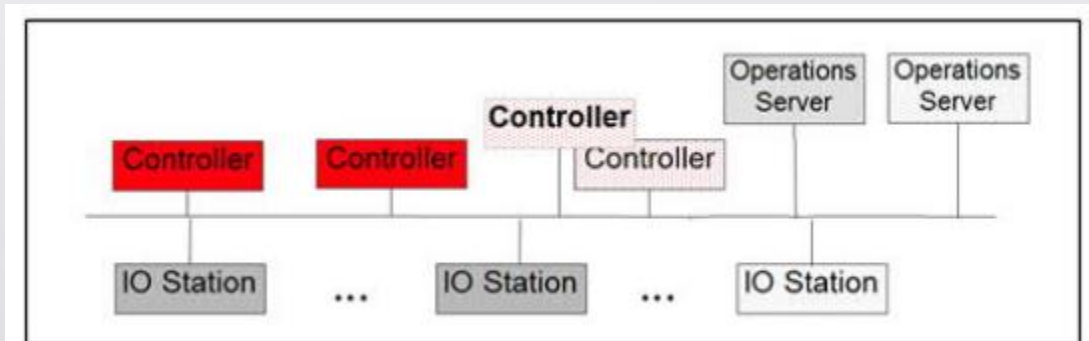 Operations
Server
Operations
Server
Controller
Controller
Controller
Controller
IO Station
...
IO Station
...
IO Station